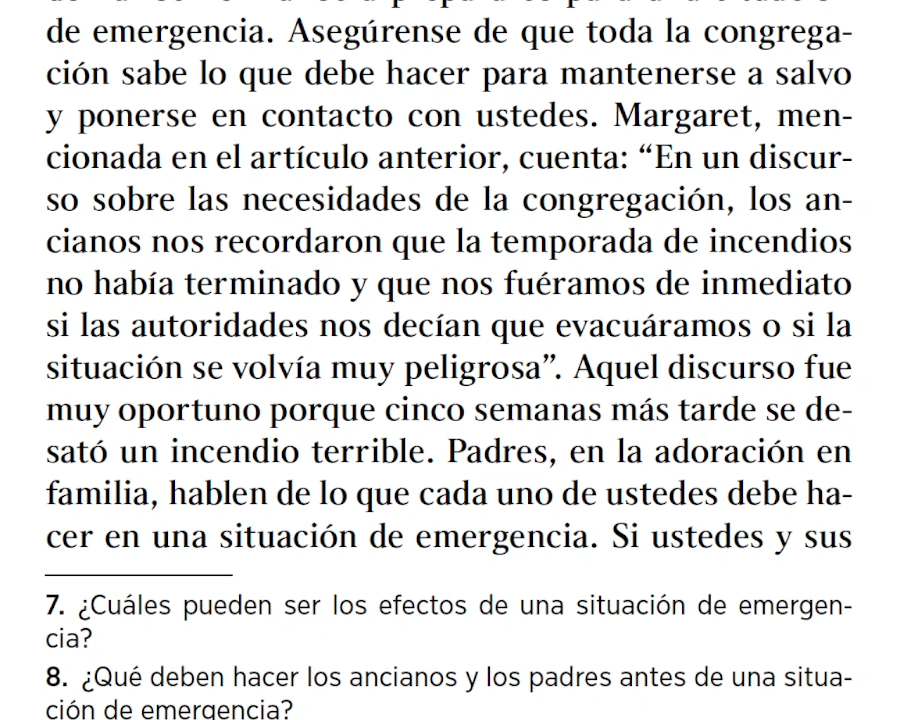 de emergencia. Asegúrense de que toda la congrega-
ción sabe lo que debe hacer para mantenerse a salvo
y ponerse en contacto con ustedes. Margaret, men-
cionada en el artículo anterior, cuenta: “En un discur-
so sobre las necesidades de la congregación, los an-
cianos nos recordaron que la temporada de incendios
no había terminado y que nos fuéramos de inmediato
si las autoridades nos decían que evacuáramos o si la
situación se volvía muy peligrosa”. Aquel discurso fue
muy oportuno porque cinco semanas más tarde se de-
sató un incendio terrible. Padres, en la adoración en
familia, hablen de lo que cada uno de ustedes debe ha-
cer en una situación de emergencia. Si ustedes y sus
7. ¿Cuáles pueden ser los efectos de una situación de emergen-
cia?
8. ¿Qué deben hacer los ancianos y los padres antes de una situa-
ción de emergencia?